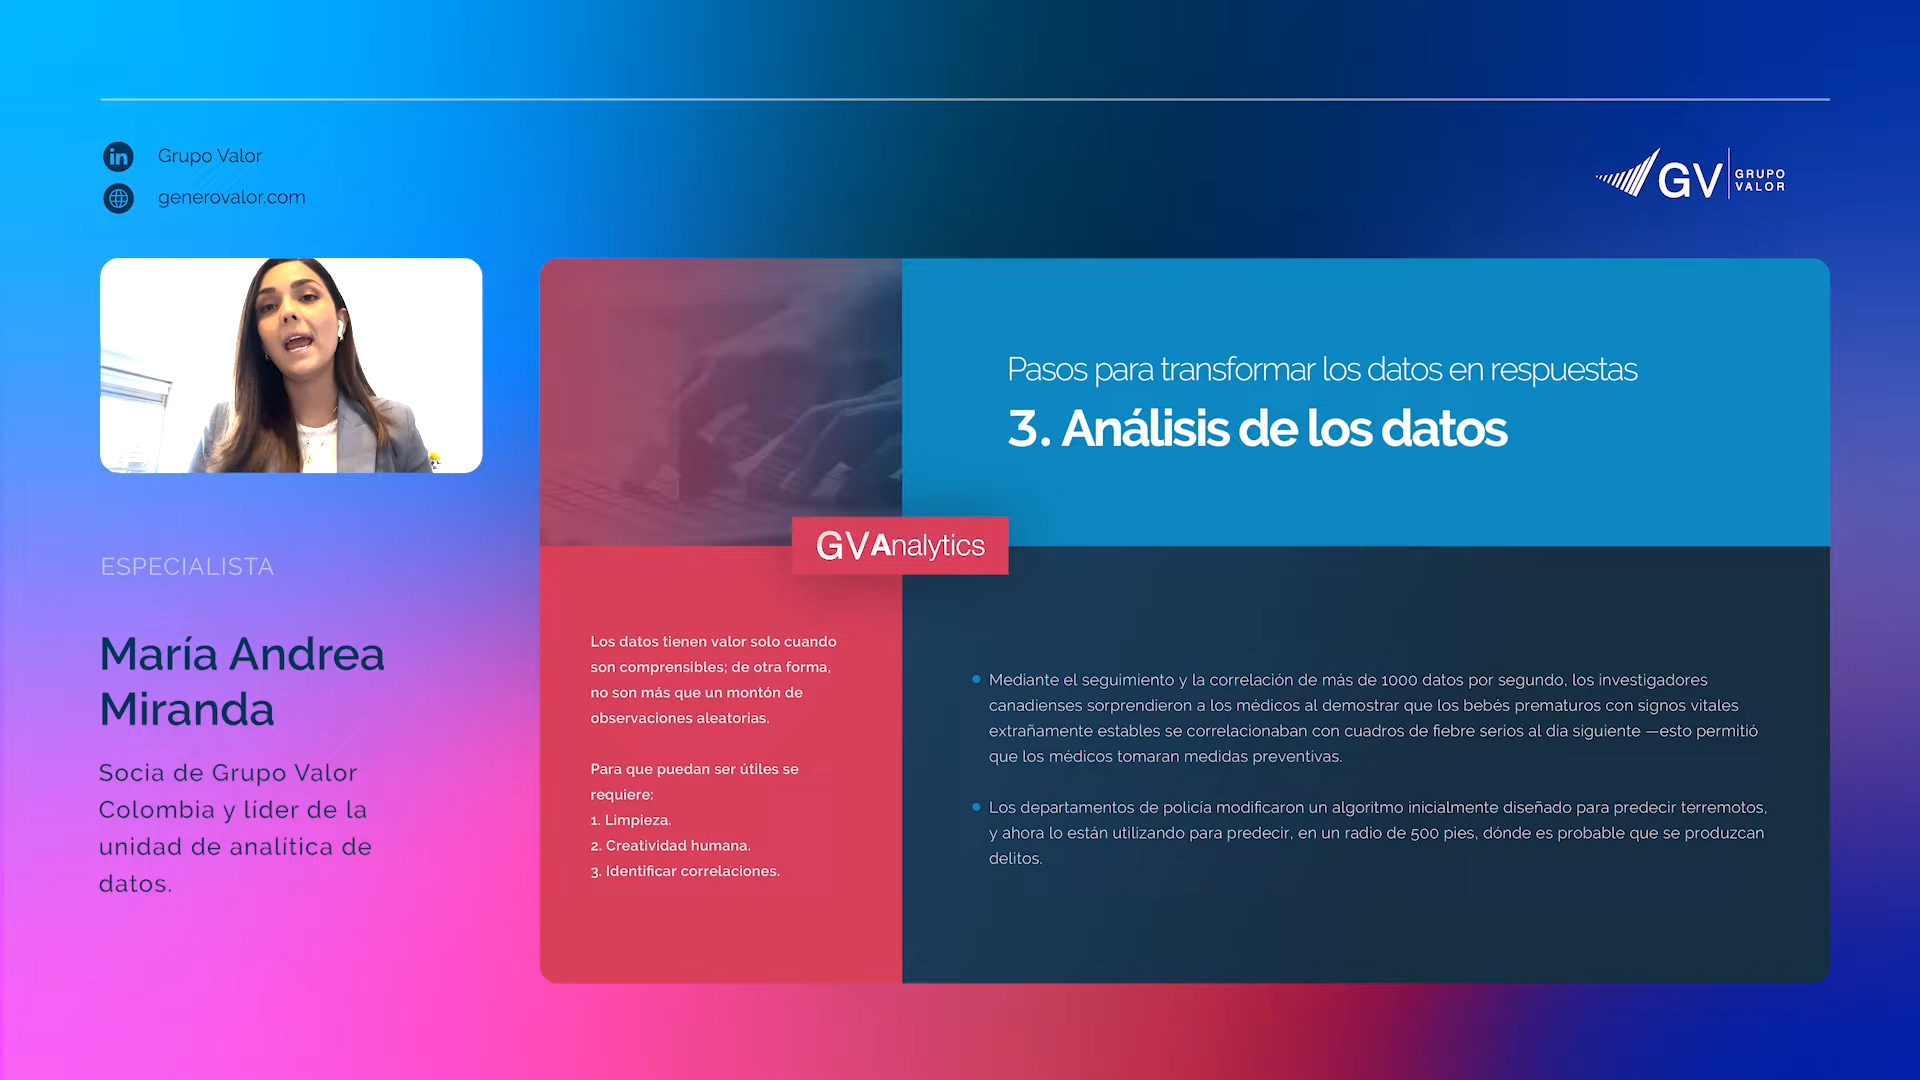 in Grupo Valor
generovalor.com
GV GRUPO
VALOR
ESPECIALISTA
María Andrea
Miranda
Socia de Grupo Valor
Colombia y líder de la
unidad de analítica de
datos.
Pasos para transformar los datos en respuestas
3. Análisis de los datos
GVAnalytics
Los datos tienen valor solo cuando
son comprensibles; de otra forma,
no son más que un montón de
observaciones aleatorias.
Para que puedan ser útiles se
requiere:
1. Limpieza.
2. Creatividad humana.
3. Identificar correlaciones.
Mediante el seguimiento y la correlación de más de 1000 datos por segundo, los investigadores
canadienses sorprendieron a los médicos al demostrar que los bebés prematuros con signos vitales
extrañamente estables se correlacionaban con cuadros de fiebre serios al día siguiente —esto permitió
que los médicos tomaran medidas preventivas.
Los departamentos de policía modificaron un algoritmo inicialmente diseñado para predecir terremotos,
y ahora lo están utilizando para predecir, en un radio de 500 pies, dónde es probable que se produzcan
delitos.